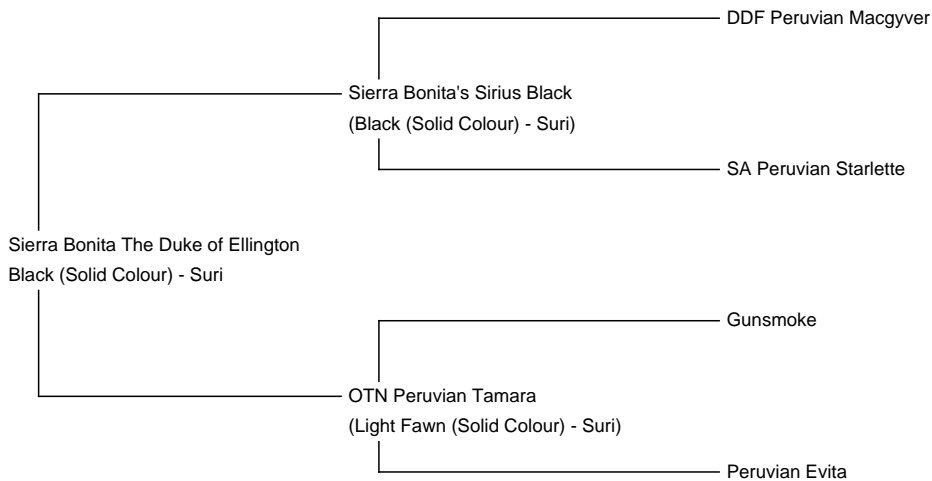 DDF Peruvian Macgyver
Sierra Bonita's Sirius Black
(Black (Solid Colour) - Suri)
SA Peruvian Starlette
Sierra Bonita The Duke of Ellington
Black (Solid Colour) - Suri
Gunsmoke
OTN Peruvian Tamara
(Light Fawn (Solid Colour) - Suri)
Peruvian Evita